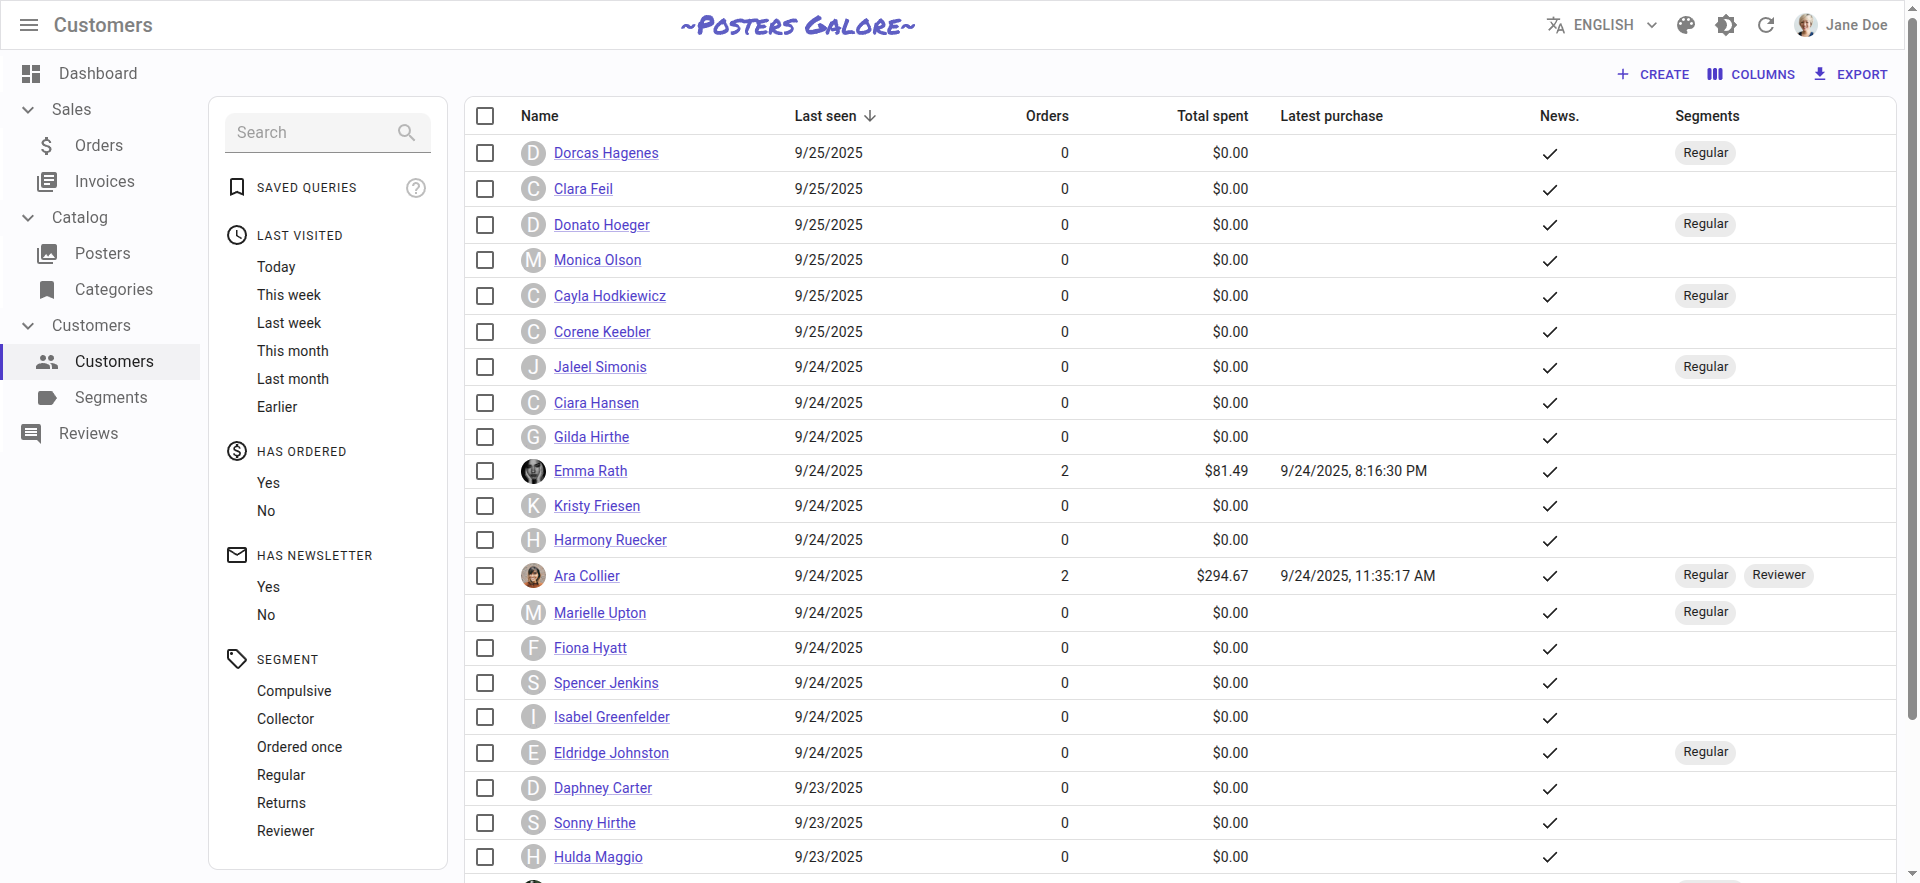 Customers
~Posters Galore~
ENGLISH
Jane Doe
Dashboard
Sales
Orders
Invoices
Catalog
Posters
Categories
Customers
Customers
Segments
Reviews
Search
SAVED QUERIES
?
LAST VISITED
Today
This week
Last week
This month
Last month
Earlier
HAS ORDERED
Yes
No
HAS NEWSLETTER
Yes
No
SEGMENT
Compulsive
Collector
Ordered once
Regular
Returns
Reviewer
CREATE COLUMNS EXPORT
Name Last seen Orders Total spent Latest purchase News. Segments
D Dorcas Hagenes 9/25/2025 0 $0.00 Regular
C Clara Feil 9/25/2025 0 $0.00
D Donato Hoeger 9/25/2025 0 $0.00 Regular
M Monica Olson 9/25/2025 0 $0.00
C Cayla Hodkiewicz 9/25/2025 0 $0.00 Regular
C Corene Keebler 9/25/2025 0 $0.00
J Jaleel Simonis 9/24/2025 0 $0.00 Regular
C Ciara Hansen 9/24/2025 0 $0.00
G Gilda Hirthe 9/24/2025 0 $0.00
Emma Rath 9/24/2025 2 $81.49 9/24/2025, 8:16:30 PM
K Kristy Friesen 9/24/2025 0 $0.00
H Harmony Ruecker 9/24/2025 0 $0.00
Ara Collier 9/24/2025 2 $294.67 9/24/2025, 11:35:17 AM Regular Reviewer
M Marielle Upton 9/24/2025 0 $0.00 Regular
F Fiona Hyatt 9/24/2025 0 $0.00
S Spencer Jenkins 9/24/2025 0 $0.00
I Isabel Greenfelder 9/24/2025 0 $0.00
E Eldridge Johnston 9/24/2025 0 $0.00 Regular
D Daphney Carter 9/23/2025 0 $0.00
S Sonny Hirthe 9/23/2025 0 $0.00
H Hulda Maggio 9/23/2025 0 $0.00